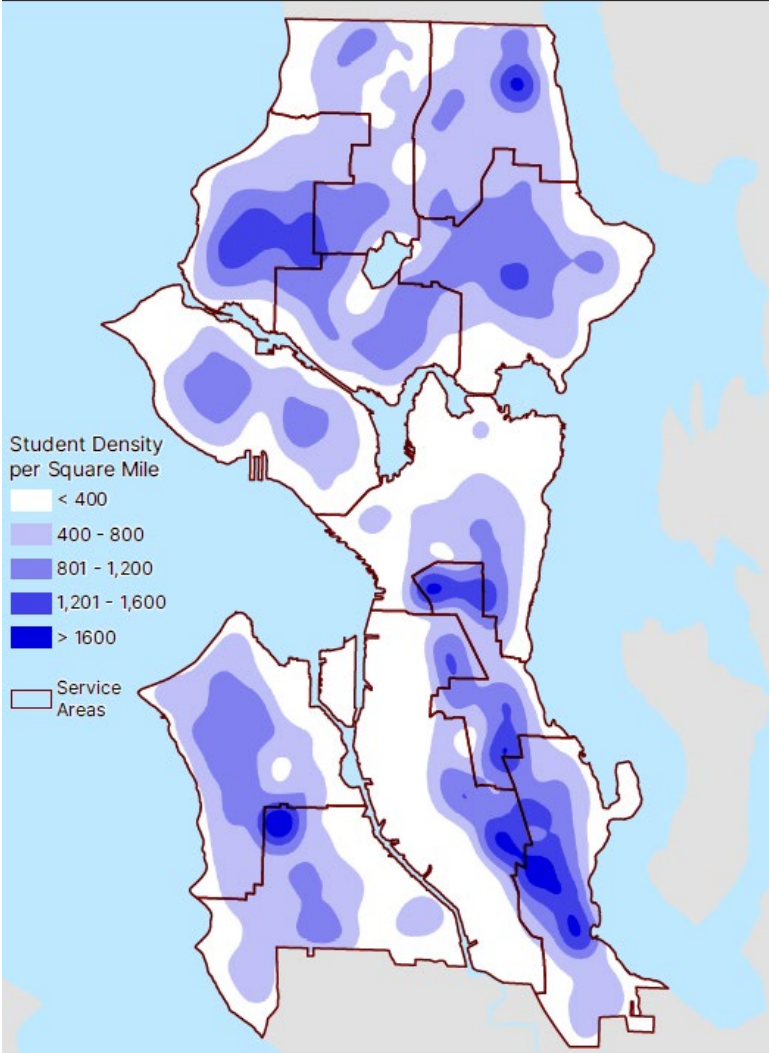 Student Density
per Square Mile
< 400
400 - 800
801 - 1,200
1,201 - 1,600
> 1600
Service
Areas